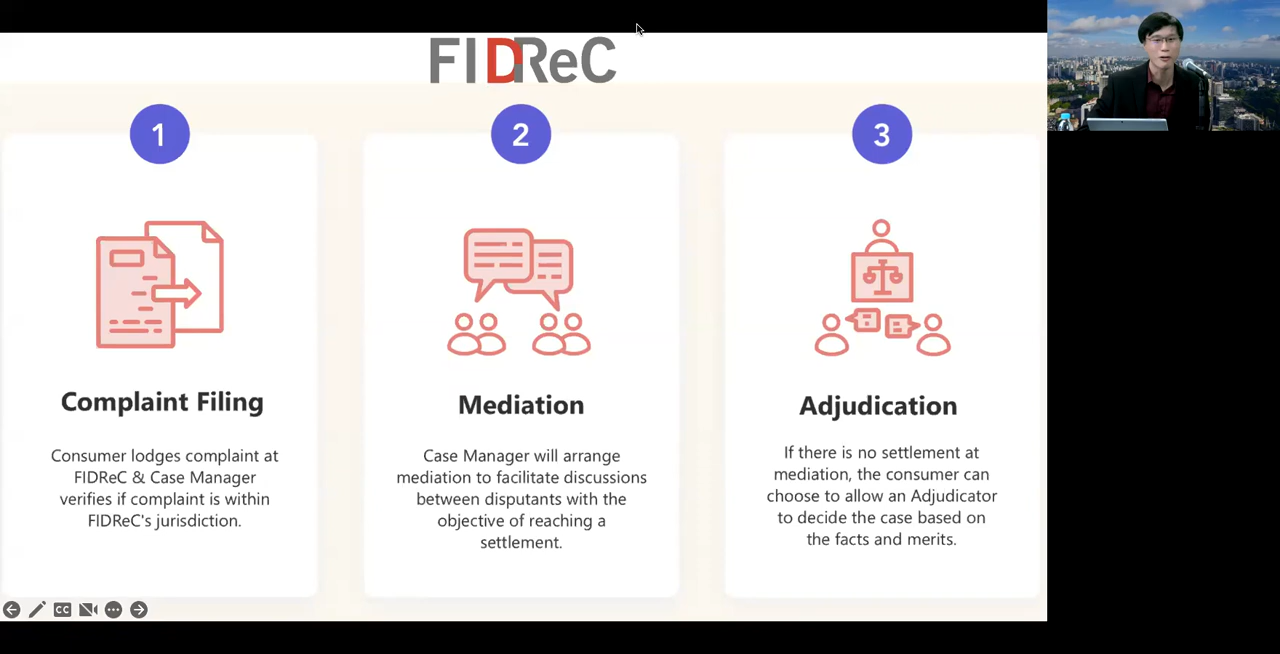 FIDReC
1
2
3
Complaint Filing
Consumer lodges complaint at
FIDReC & Case Manager
verifies if complaint is within
FIDReC's jurisdiction.
Mediation
Case Manager will arrange
mediation to facilitate discussions
between disputants with the
objective of reaching a
settlement.
Adjudication
If there is no settlement at
mediation, the consumer can
choose to allow an Adjudicator
to decide the case based on
the facts and merits.
CC